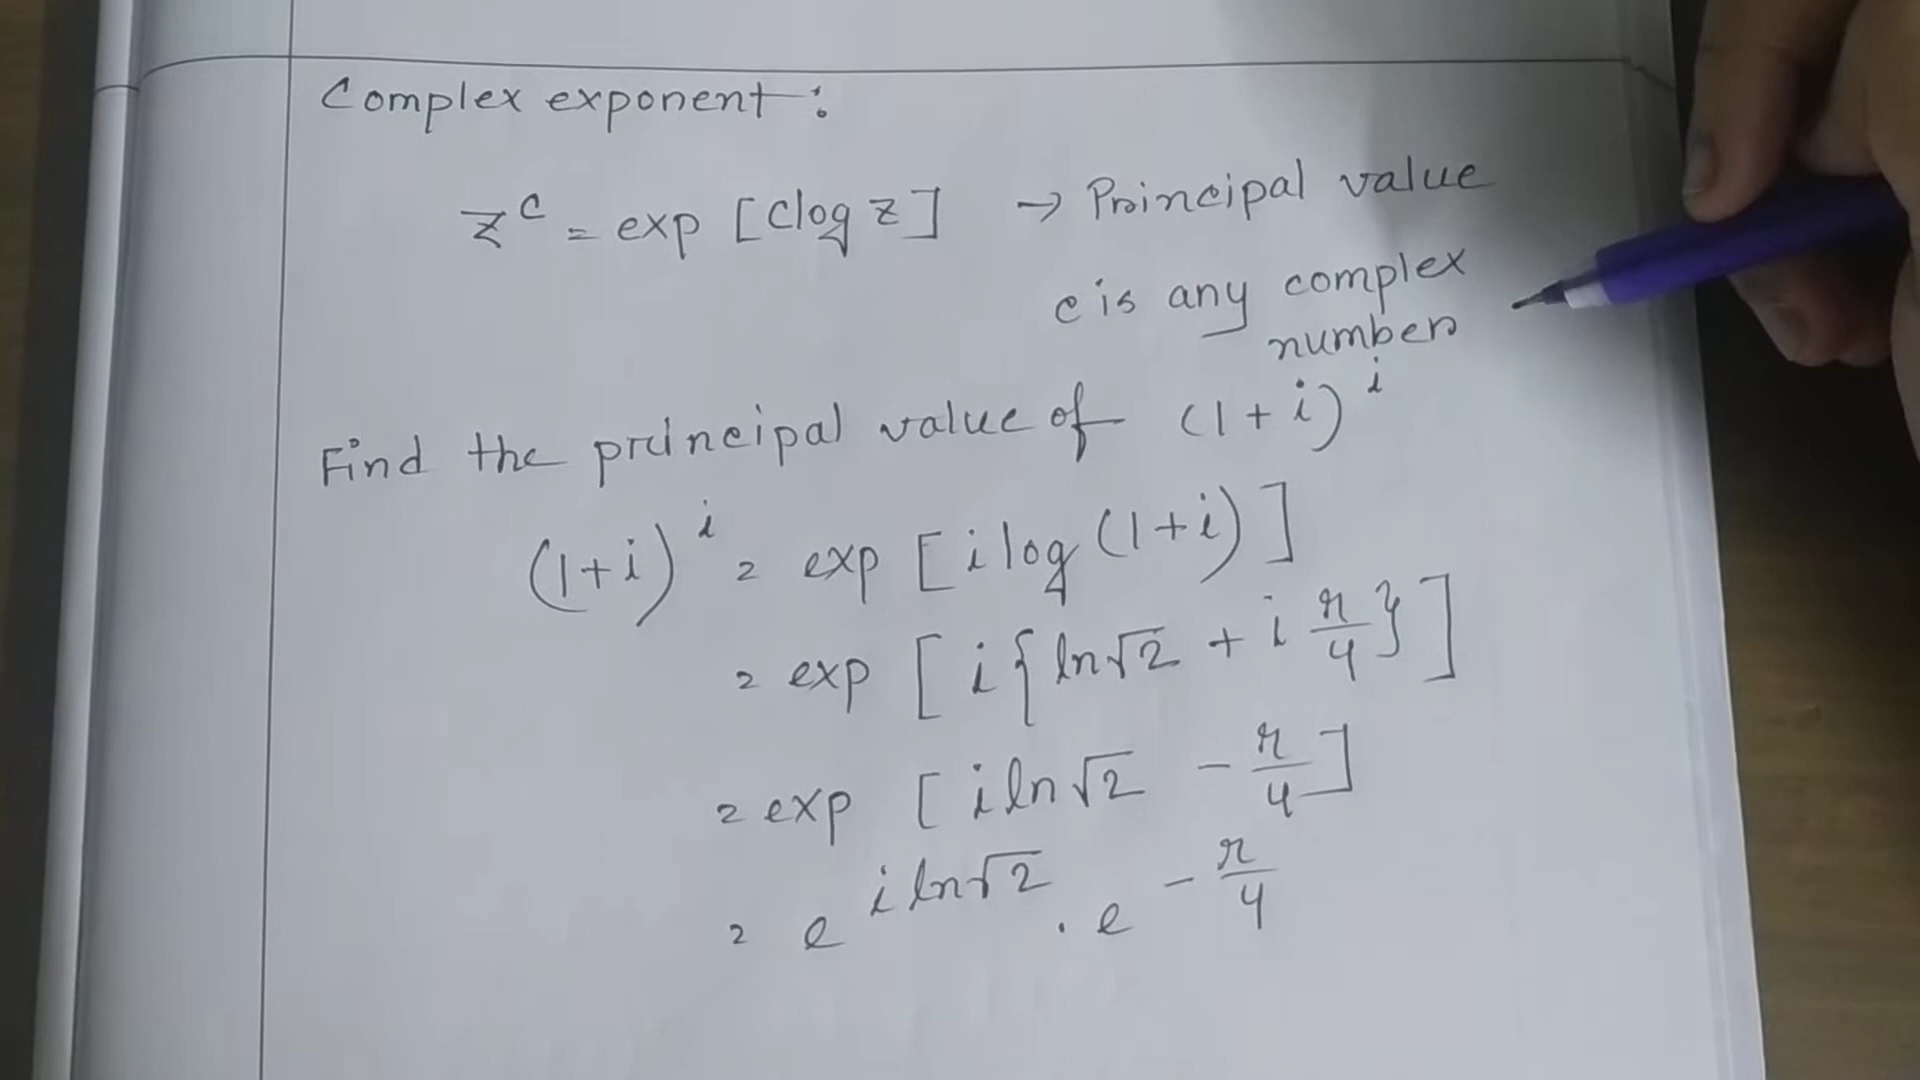 Complex exponent:
z^c = exp [c log z] → Principal value
c is any complex
number
Find the principal value of (1+i)^i
(1+i)^i = exp [i log (1+i)]
= exp [i{ln√2 + i π/4}]
= exp [i ln√2 - π/4]
= e^{i ln√2} . e^{-π/4}